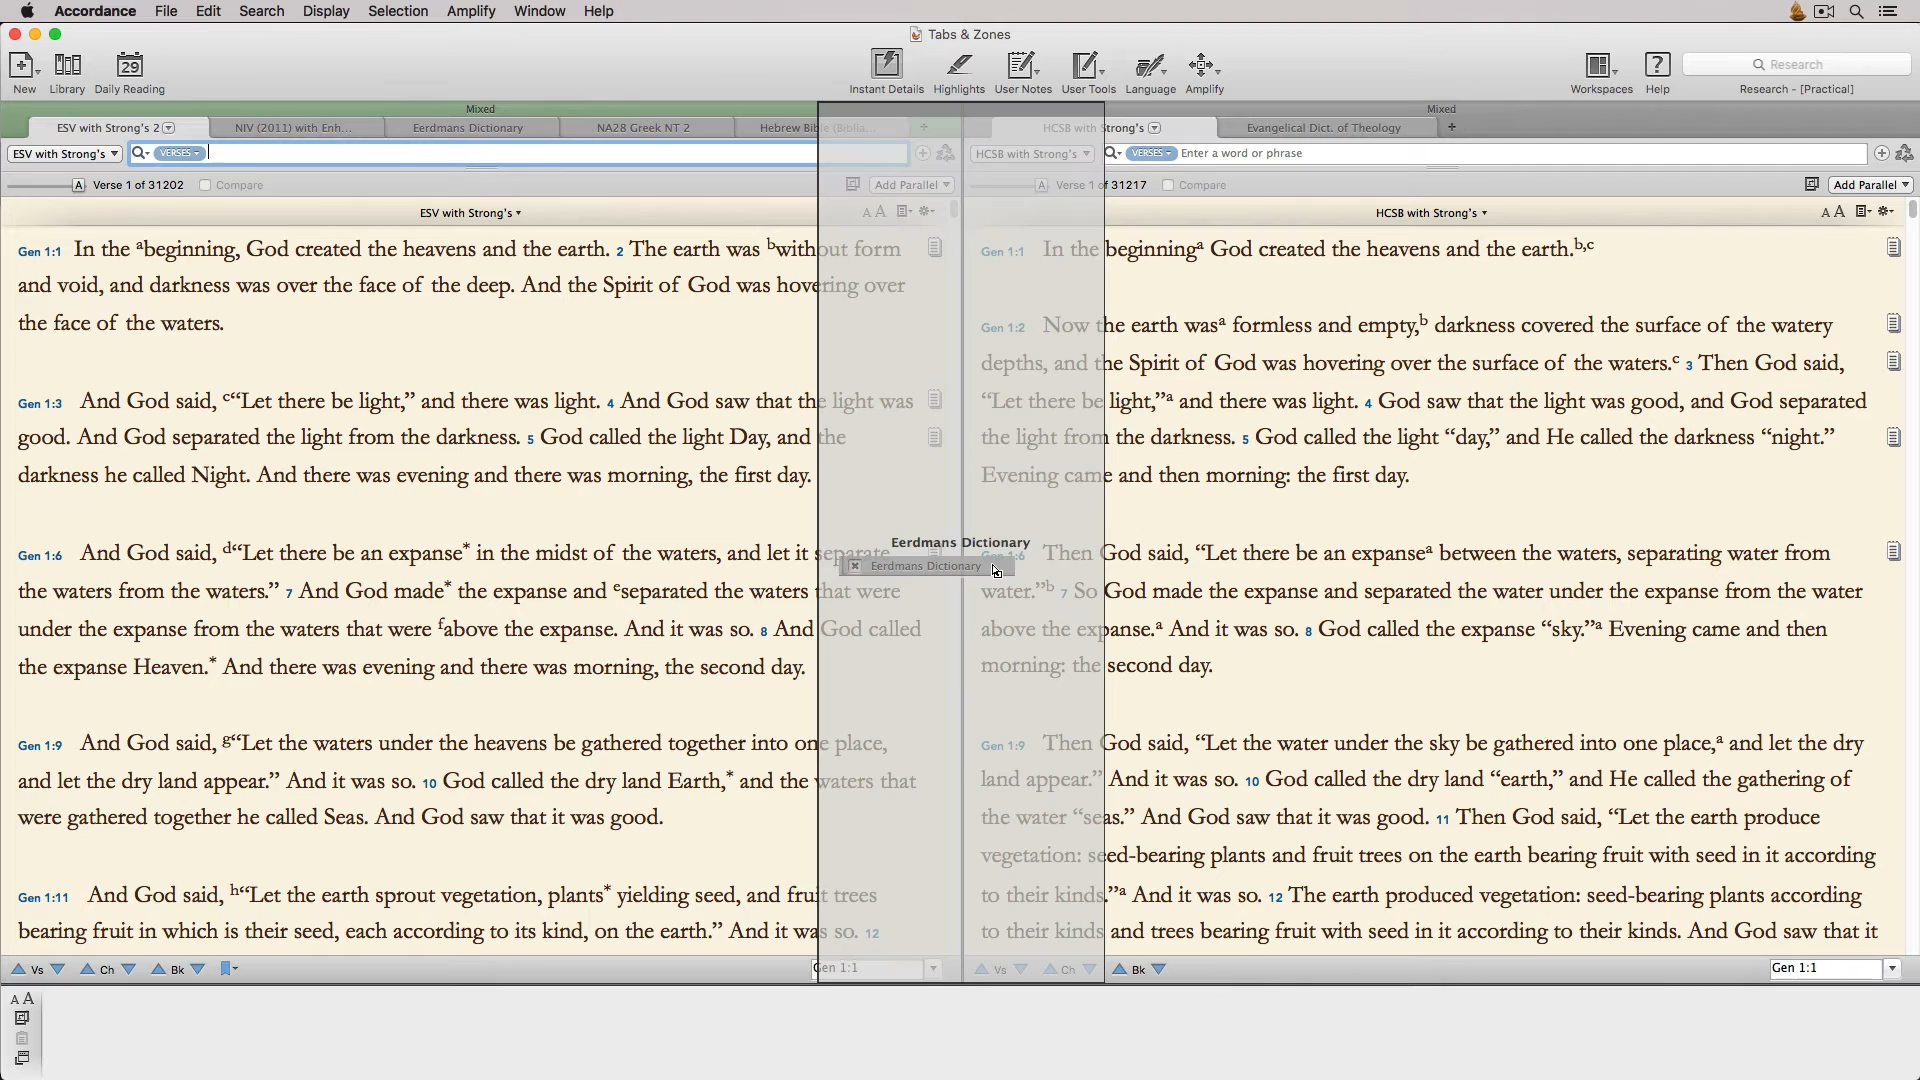 Accordance File Edit Search Display Selection Amplify Window Help
Tabs & Zones
New Library 29 Daily Reading Instant Details Highlights User Notes User Tools Language Amplify Workspaces Help Research Research - [Practical]
Mixed
ESV with Strong's 2 NIV (2011) with Enh... Eerdmans Dictionary NA28 Greek NT 2 Hebrew Bible (Biblia... +
ESV with Strong's VERSES
A Verse 1 of 31202 Compare Add Parallel
ESV with Strong's A A
Gen 1:1 In the abeginning, God created the heavens and the earth. 2 The earth was bwithout form
and void, and darkness was over the face of the deep. And the Spirit of God was hovering over
the face of the waters.
Gen 1:3 And God said, c“Let there be light,” and there was light. 4 And God saw that the light was
good. And God separated the light from the darkness. 5 God called the light Day, and the
darkness he called Night. And there was evening and there was morning, the first day.
Gen 1:6 And God said, d“Let there be an expanse* in the midst of the waters, and let it separate
the waters from the waters.” 7 And God made* the expanse and eseparated the waters that were
under the expanse from the waters that were fabove the expanse. And it was so. 8 And God called
the expanse Heaven.* And there was evening and there was morning, the second day.
Gen 1:9 And God said, g“Let the waters under the heavens be gathered together into one place,
and let the dry land appear.” And it was so. 10 God called the dry land Earth,* and the waters that
were gathered together he called Seas. And God saw that it was good.
Gen 1:11 And God said, h“Let the earth sprout vegetation, plants* yielding seed, and fruit trees
bearing fruit in which is their seed, each according to its kind, on the earth.” And it was so. 12
Vs Ch Bk Gen 1:1
Eerdmans Dictionary
Eerdmans Dictionary
Mixed
HCSB with Strong's Evangelical Dict. of Theology +
HCSB with Strong's VERSES Enter a word or phrase
A Verse 1 of 31217 Compare Add Parallel
HCSB with Strong's A A
Gen 1:1 In the beginninga God created the heavens and the earth.b,c
Gen 1:2 Now the earth wasa formless and empty,b darkness covered the surface of the watery
depths, and the Spirit of God was hovering over the surface of the waters.c 3 Then God said,
“Let there be light,”a and there was light. 4 God saw that the light was good, and God separated
the light from the darkness. 5 God called the light “day,” and He called the darkness “night.”
Evening came and then morning: the first day.
Gen 1:6 Then God said, “Let there be an expansea between the waters, separating water from
water.”b 7 So God made the expanse and separated the water under the expanse from the water
above the expanse.a And it was so. 8 God called the expanse “sky.”a Evening came and then
morning: the second day.
Gen 1:9 Then God said, “Let the water under the sky be gathered into one place,a and let the dry
land appear.” And it was so. 10 God called the dry land “earth,” and He called the gathering of
the water “seas.” And God saw that it was good. 11 Then God said, “Let the earth produce
vegetation: seed-bearing plants and fruit trees on the earth bearing fruit with seed in it according
to their kinds.”a And it was so. 12 The earth produced vegetation: seed-bearing plants according
to their kinds and trees bearing fruit with seed in it according to their kinds. And God saw that it
Vs Ch Bk Gen 1:1
A A